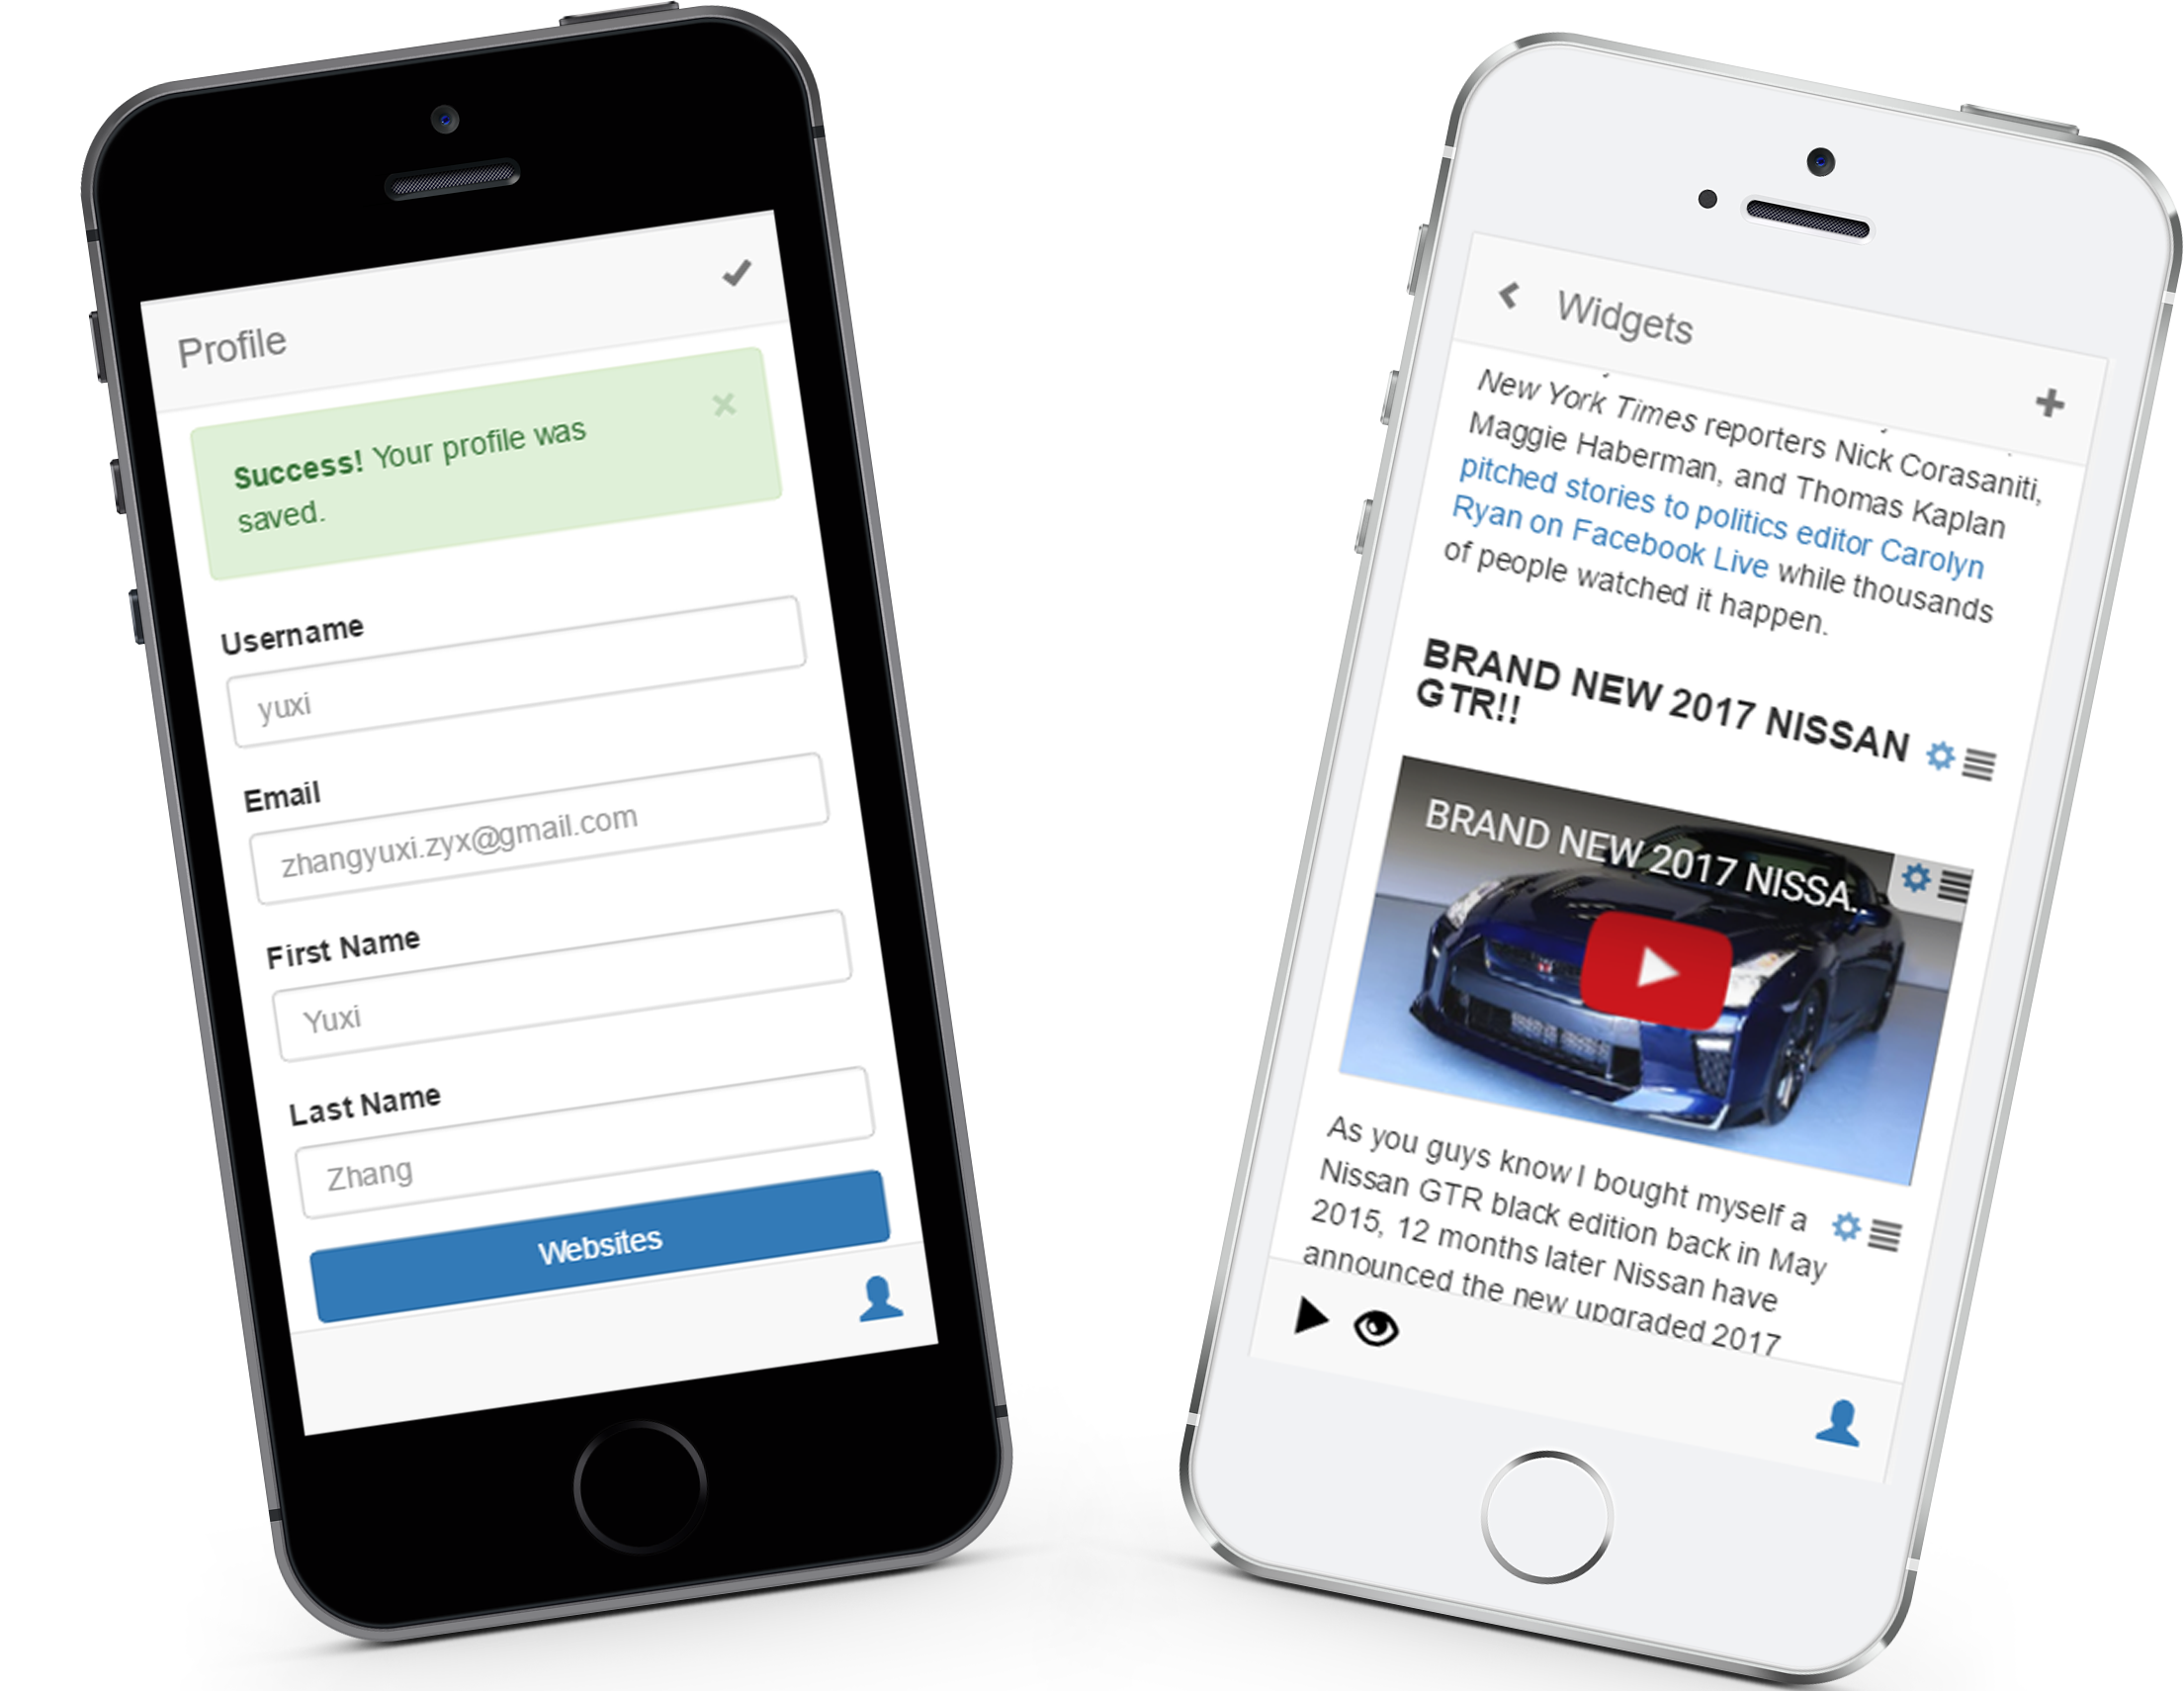 Profile
Success! Your profile was
saved.
Username
yuxi
Email
zhangyuxi.zyx@gmail.com
First Name
Yuxi
Last Name
Zhang
Websites
Widgets
New York Times reporters Nick Corasaniti,
Maggie Haberman, and Thomas Kaplan
pitched stories to politics editor Carolyn
Ryan on Facebook Live while thousands
of people watched it happen.
BRAND NEW 2017 NISSAN
GTR!!
BRAND NEW 2017 NISSA..
As you guys know I bought myself a
Nissan GTR black edition back in May
2015, 12 months later Nissan have
announced the new upgraded 2017